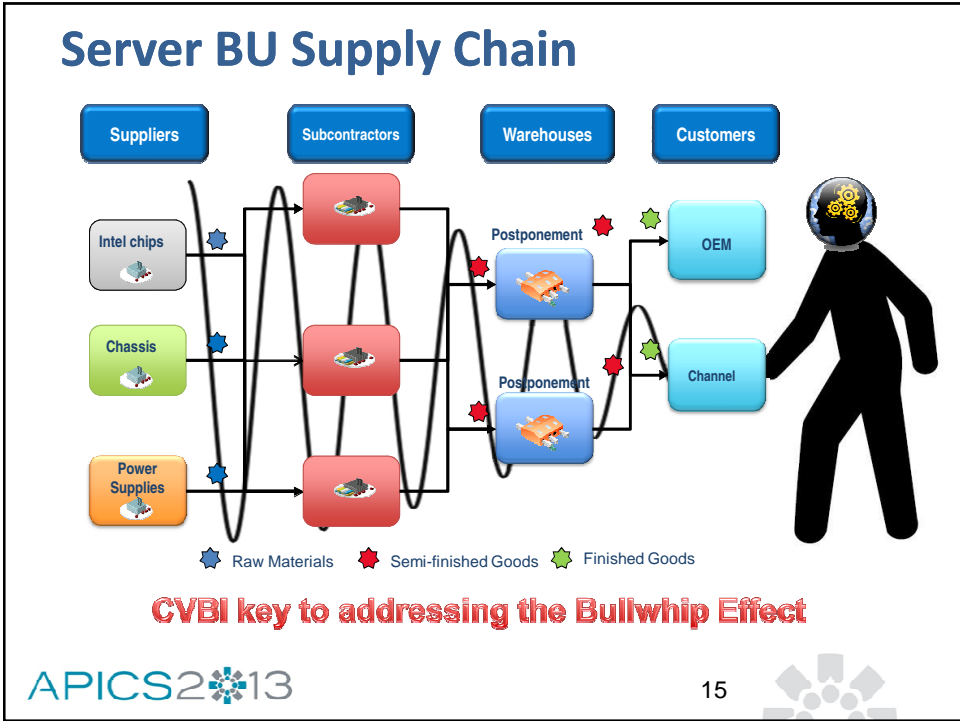 Server BU Supply Chain
Suppliers
Subcontractors
Warehouses
Customers
Intel chips
Chassis
Power
Supplies
Postponement
Postponement
OEM
Channel
Raw Materials
Semi-finished Goods
Finished Goods
CVBI key to addressing the Bullwhip Effect
APICS2013
15